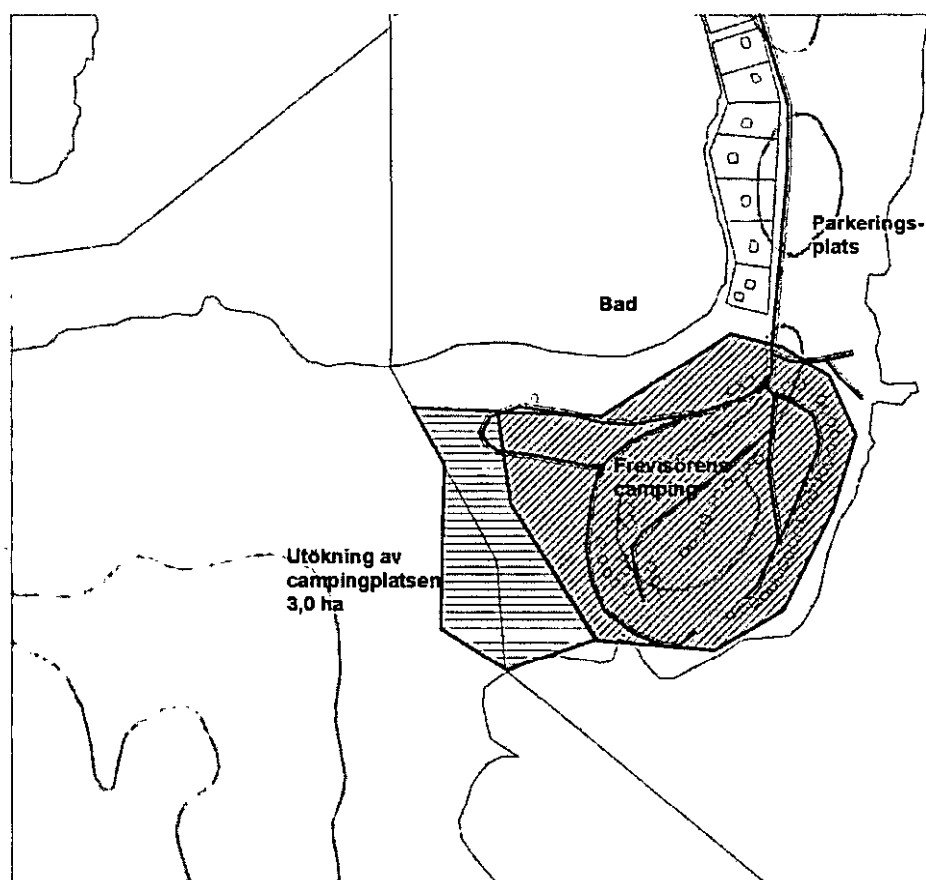 Parkerings-
plats
Bad
Frevisörens
camping
Utökning av
campingplatsen
3,0 ha